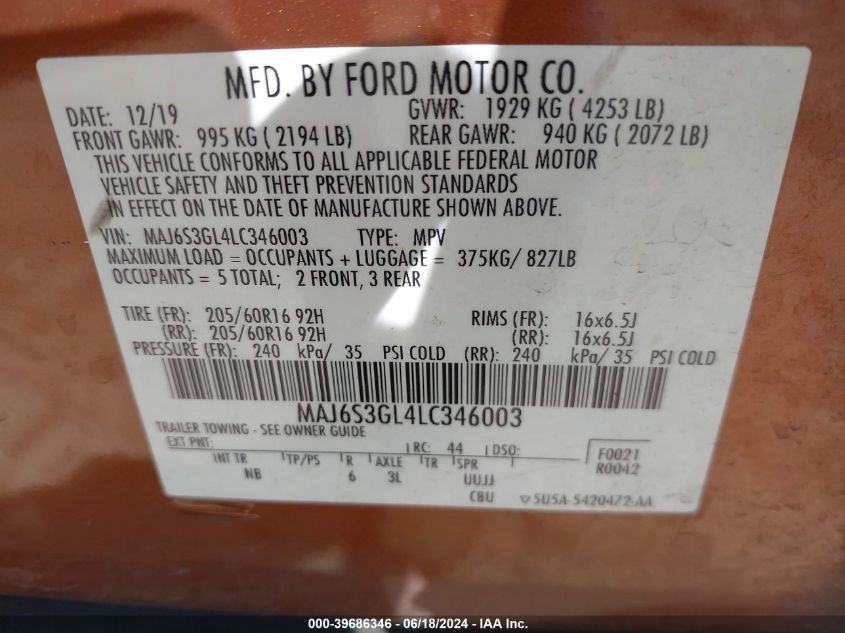 MFD. BY FORD MOTOR CO.
DATE: 12/19 GVWR: 1929 KG ( 4253 LB)
FRONT GAWR: 995 KG ( 2194 LB) REAR GAWR: 940 KG ( 2072 LB)
THIS VEHICLE CONFORMS TO ALL APPLICABLE FEDERAL MOTOR
VEHICLE SAFETY AND THEFT PREVENTION STANDARDS
IN EFFECT ON THE DATE OF MANUFACTURE SHOWN ABOVE.
VIN: MAJ6S3GL4LC346003 TYPE: MPV
MAXIMUM LOAD = OCCUPANTS + LUGGAGE = 375KG/ 827LB
OCCUPANTS = 5 TOTAL; 2 FRONT, 3 REAR
TIRE (FR): 205/60R16 92H RIMS (FR): 16x6.5J
(RR): 205/60R16 92H (RR): 16x6.5J
PRESSURE (FR): 240 kPa/ 35 PSI COLD (RR): 240 kPa/ 35 PSI COLD
MAJ6S3GL4LC346003
TRAILER TOWING - SEE OWNER GUIDE
EXT PNT: RC: 44 DSO: F0021
R0042
INT TR TP/PS R AXLE TR SPR
NB 6 3L UUJJ
CBU 5U5A-5420472-AA
000-39686346 - 06/18/2024 - IAA Inc.